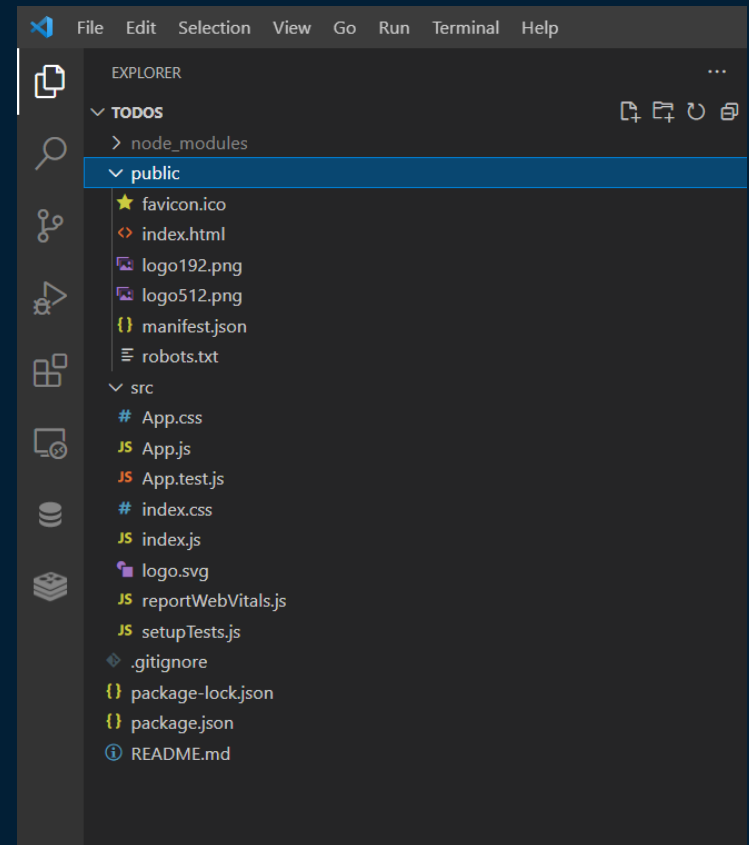 File Edit Selection View Go Run Terminal Help
EXPLORER
TODOS
node_modules
public
favicon.ico
index.html
logo192.png
logo512.png
manifest.json
robots.txt
src
App.css
App.js
App.test.js
index.css
index.js
logo.svg
reportWebVitals.js
setupTests.js
.gitignore
package-lock.json
package.json
README.md